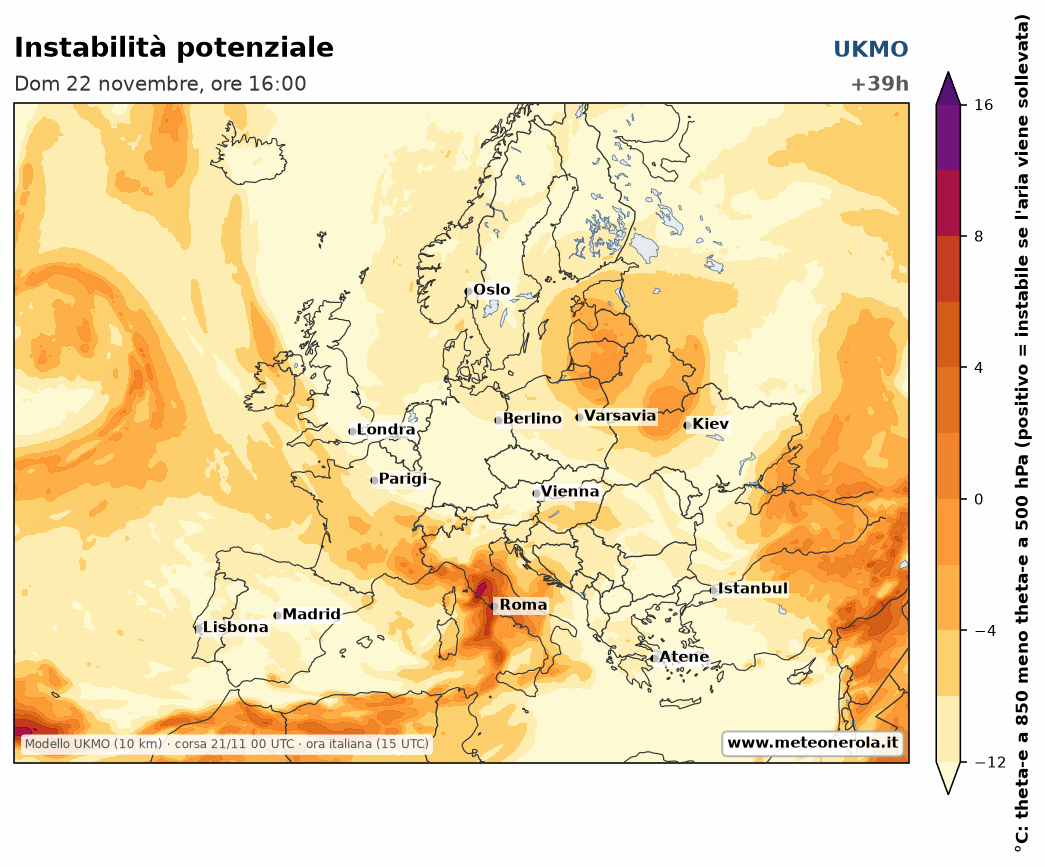 Instabilità potenziale
UKMO
Dom 22 novembre, ore 16:00
+39h
Oslo
Berlino
Varsavia
Kiev
Londra
Parigi
Vienna
Istanbul
Roma
Madrid
Lisbona
Atene
Modello UKMO (10 km) · corsa 21/11 00 UTC · ora italiana (15 UTC)
www.meteonerola.it
16
8
4
0
−4
−12
°C: theta-e a 850 meno theta-e a 500 hPa (positivo = instabile se l'aria viene sollevata)